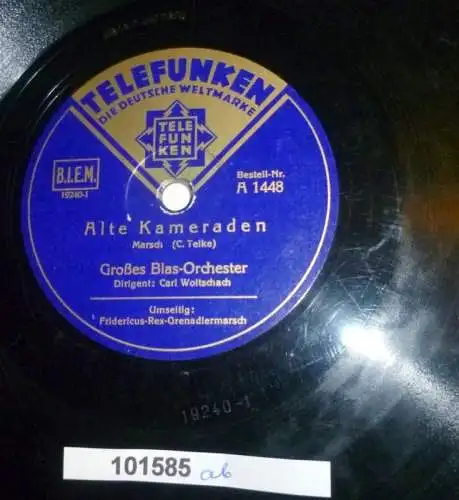 TELEFUNKEN
DIE DEUTSCHE WELTMARKE
TELE
FUN
KEN
B.I.E.M.
19240-1
Bestell-Nr.
A 1448
Alte Kameraden
Marsch (C. Teike)
Großes Blas-Orchester
Dirigent: Carl Woitschach
Umseitig:
Fridericus-Rex-Grenadiermarsch
19240-1
101585 ab